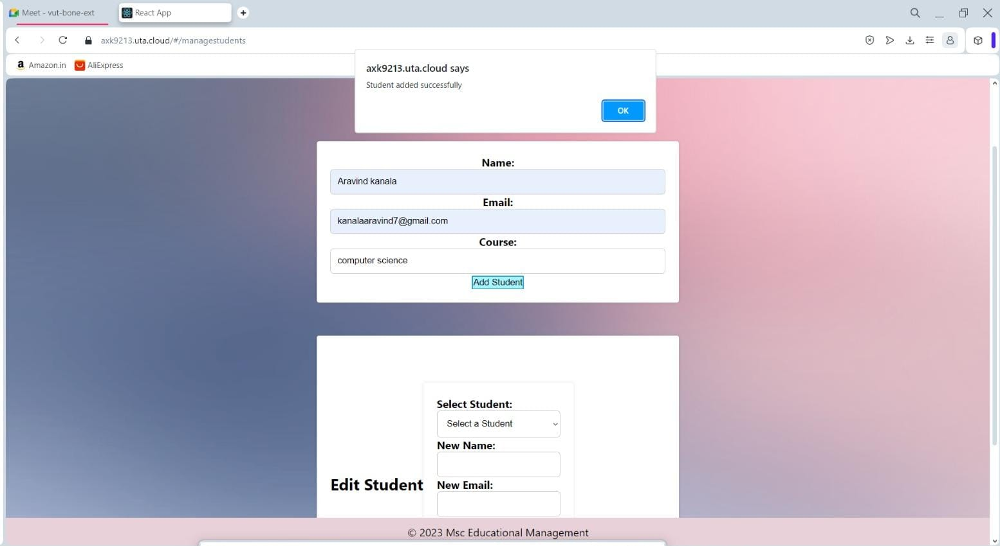 Meet - vut-bone-ext
React App
axk9213.uta.cloud/#/managestudents
a Amazon.in
AliExpress
axk9213.uta.cloud says
Student added successfully
OK
Name:
Aravind kanala
Email:
kanalaaravind7@gmail.com
Course:
computer science
Add Student
Select Student:
Select a Student
New Name:
Edit Student
New Email:
© 2023 Msc Educational Management